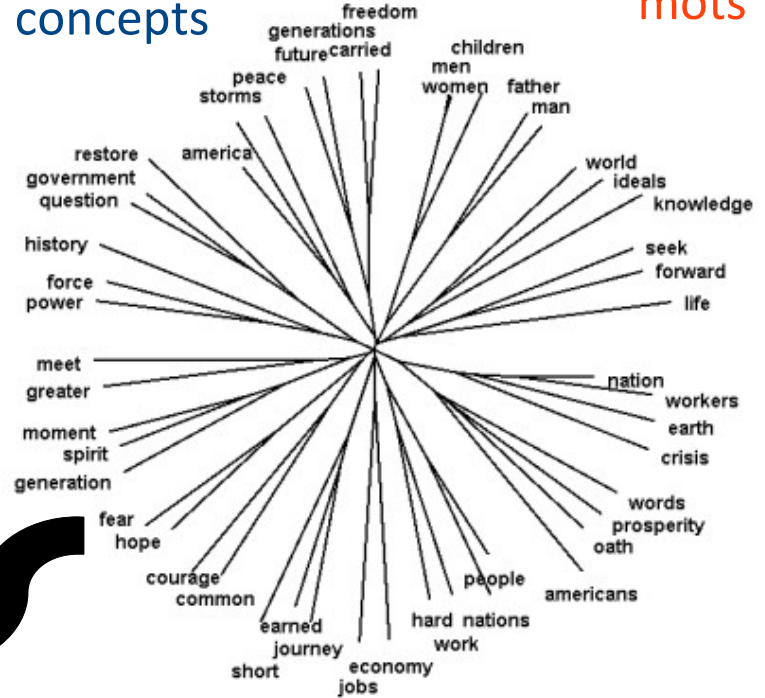 concepts
mots
freedom
generations
future carried
children
men
women
father
man
peace
storms
restore
america
government
question
history
force
power
world
ideals
knowledge
seek
forward
life
meet
greater
moment
spirit
generation
fear
hope
courage
common
earned
journey
short
nation
workers
earth
crisis
words
prosperity
oath
americans
people
hard nations
work
economy
jobs